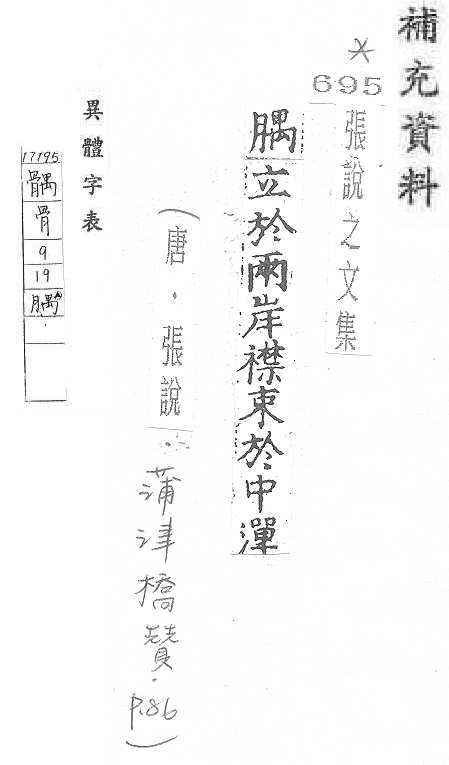 補充資料
*
695
張說之文集
腢立於兩岸襟束於中潬
(唐.張說.
蒲津橋贊.
P.86)
異體字表
17195
髃
骨
9
19
腢